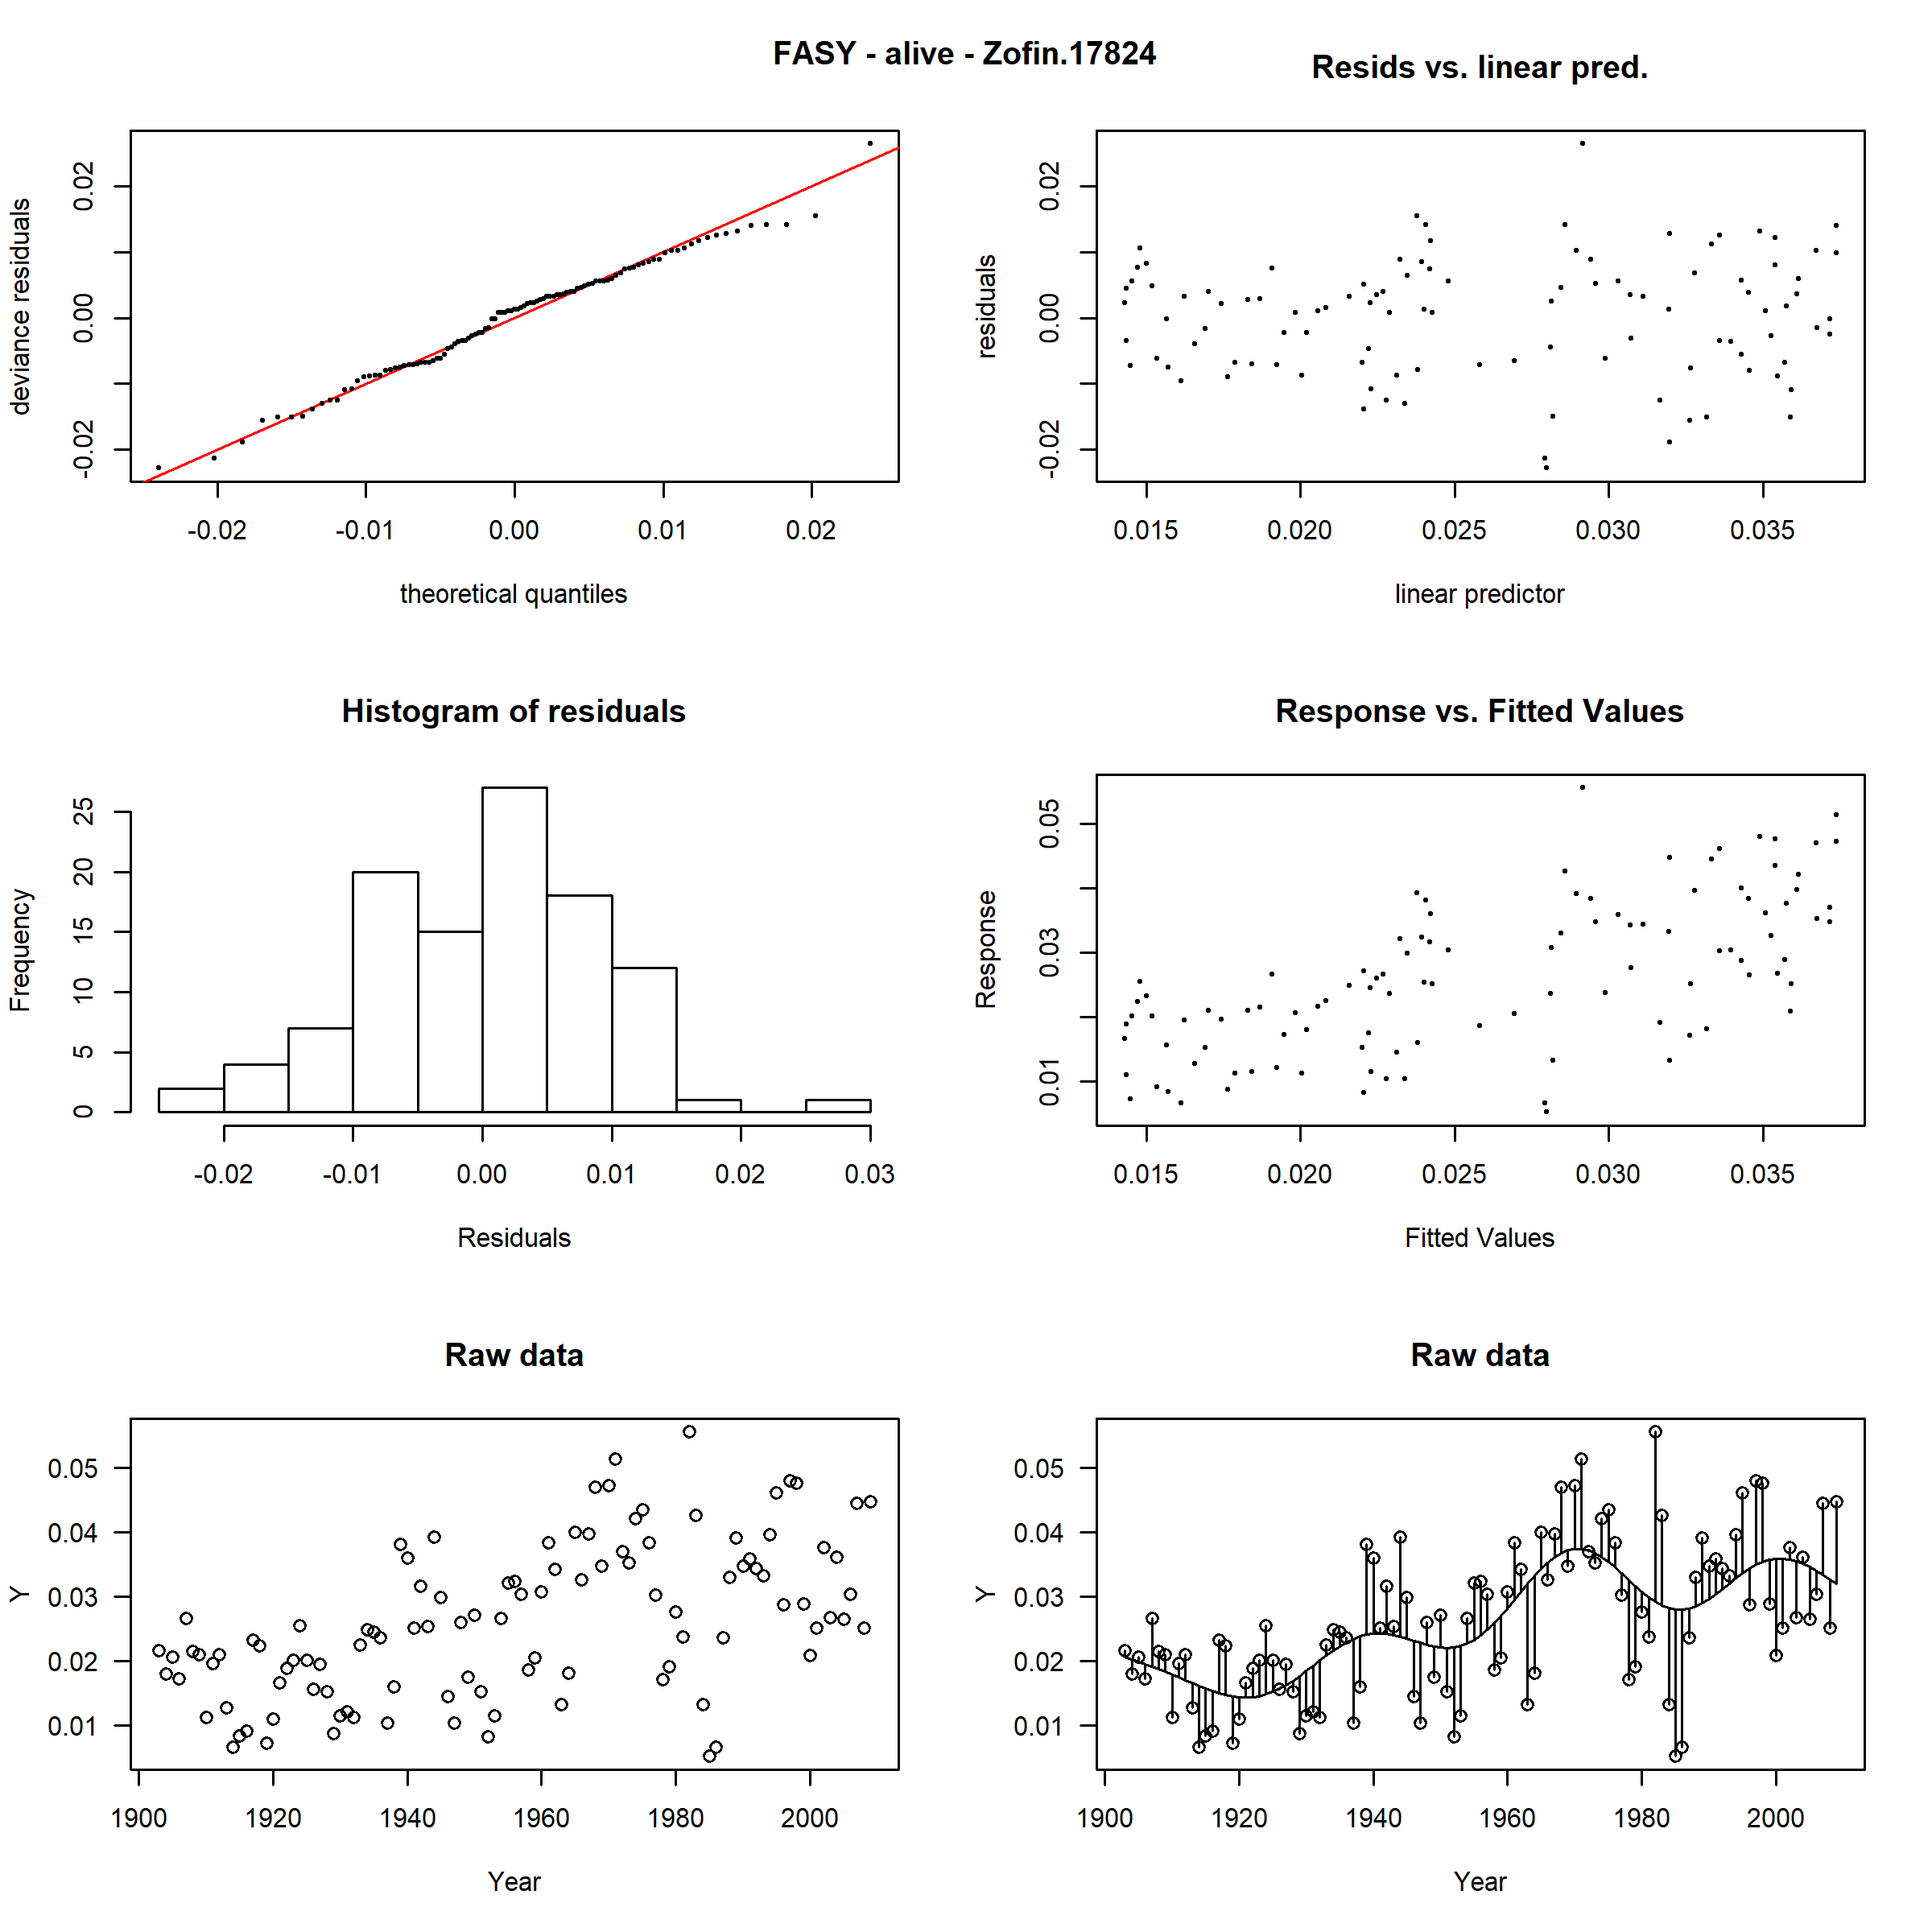 FASY - alive - Zofin.17824
Resids vs. linear pred.
deviance residuals
-0.02 0.00 0.02
-0.02 -0.01 0.00 0.01 0.02
theoretical quantiles
residuals
-0.02 0.00 0.02
0.015 0.020 0.025 0.030 0.035
linear predictor
Histogram of residuals
Frequency
0 5 10 15 20 25
-0.02 -0.01 0.00 0.01 0.02 0.03
Residuals
Response vs. Fitted Values
Response
0.01 0.03 0.05
0.015 0.020 0.025 0.030 0.035
Fitted Values
Raw data
Y
0.05
0.04
0.03
0.02
0.01
1900 1920 1940 1960 1980 2000
Year
Raw data
Y
0.05
0.04
0.03
0.02
0.01
1900 1920 1940 1960 1980 2000
Year